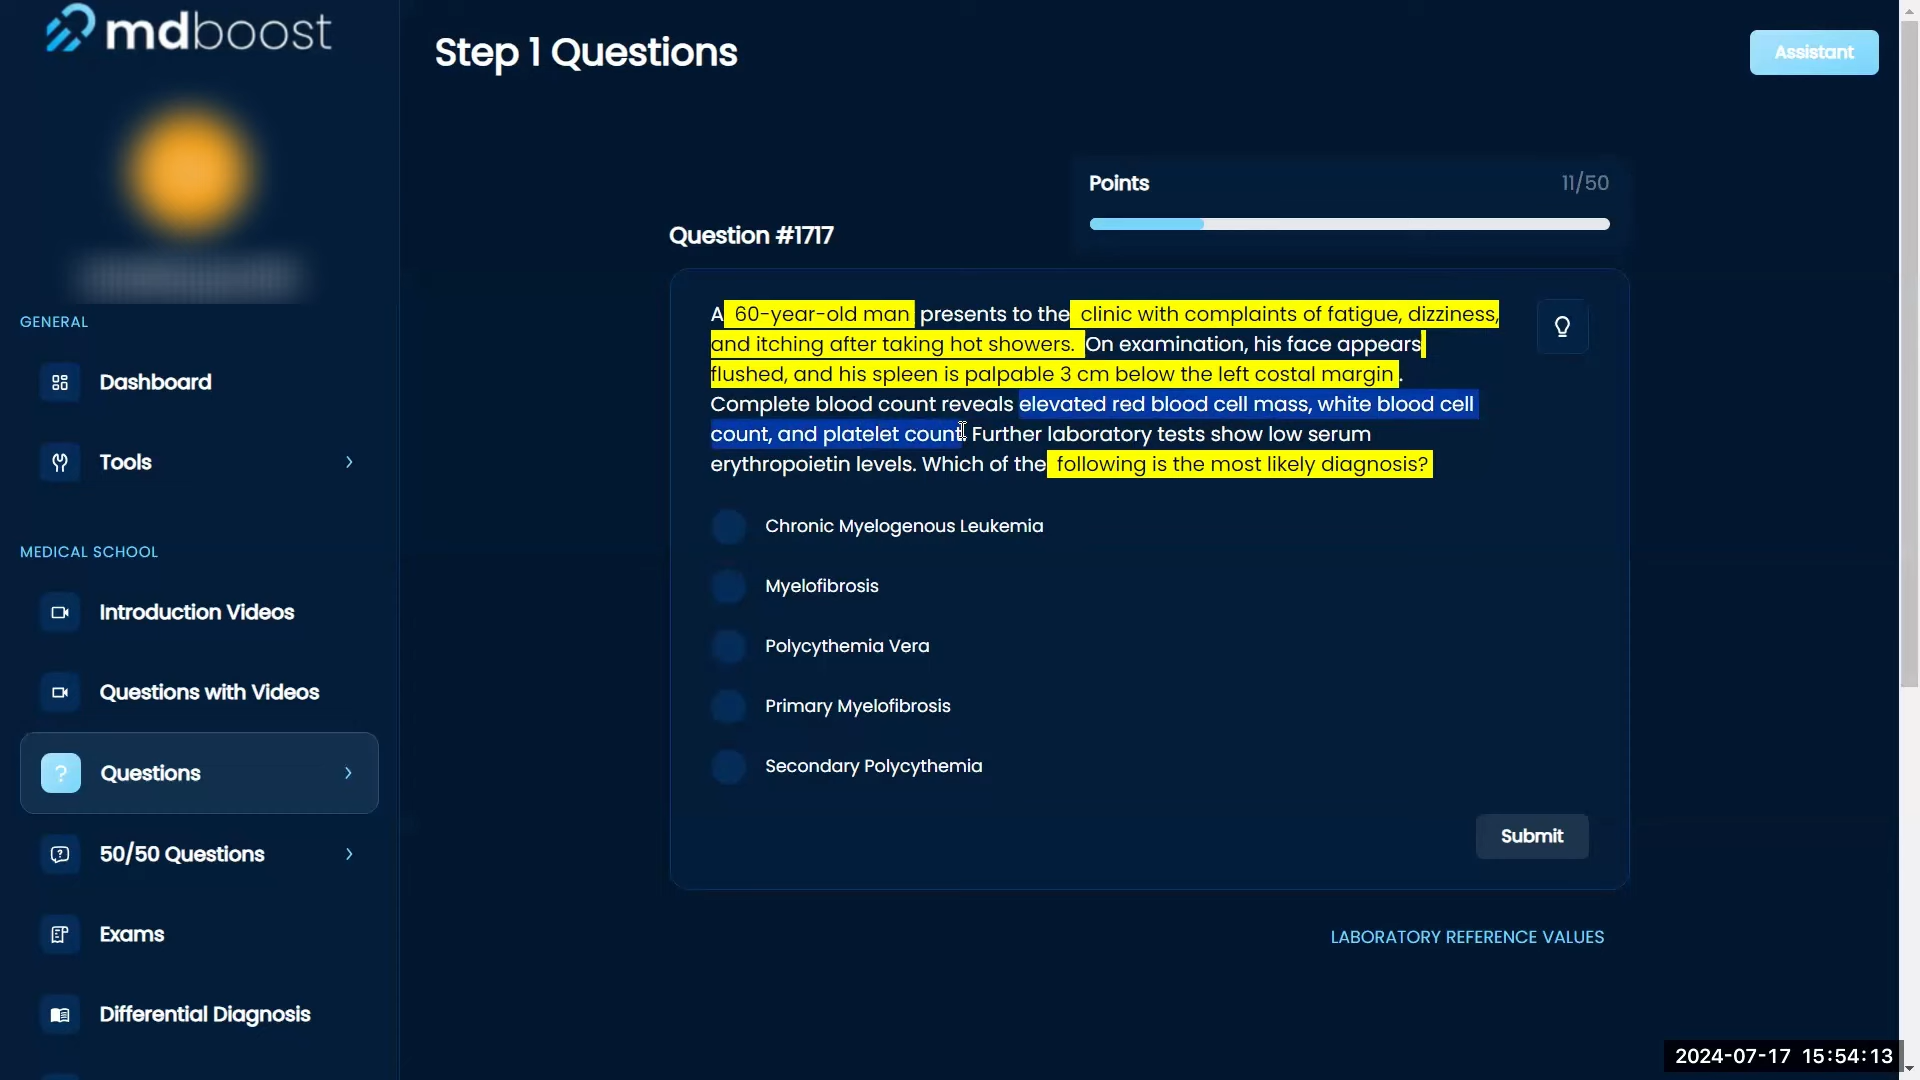 mdboost
Step 1 Questions
Assistant
Points
11/50
Question #1717
A 60-year-old man presents to the clinic with complaints of fatigue, dizziness,
and itching after taking hot showers. On examination, his face appears
flushed, and his spleen is palpable 3 cm below the left costal margin.
Complete blood count reveals elevated red blood cell mass, white blood cell
count, and platelet count. Further laboratory tests show low serum
erythropoietin levels. Which of the following is the most likely diagnosis?
Chronic Myelogenous Leukemia
Myelofibrosis
Polycythemia Vera
Primary Myelofibrosis
Secondary Polycythemia
Submit
LABORATORY REFERENCE VALUES
GENERAL
Dashboard
Tools
MEDICAL SCHOOL
Introduction Videos
Questions with Videos
Questions
50/50 Questions
Exams
Differential Diagnosis
2024-07-17 15:54:13